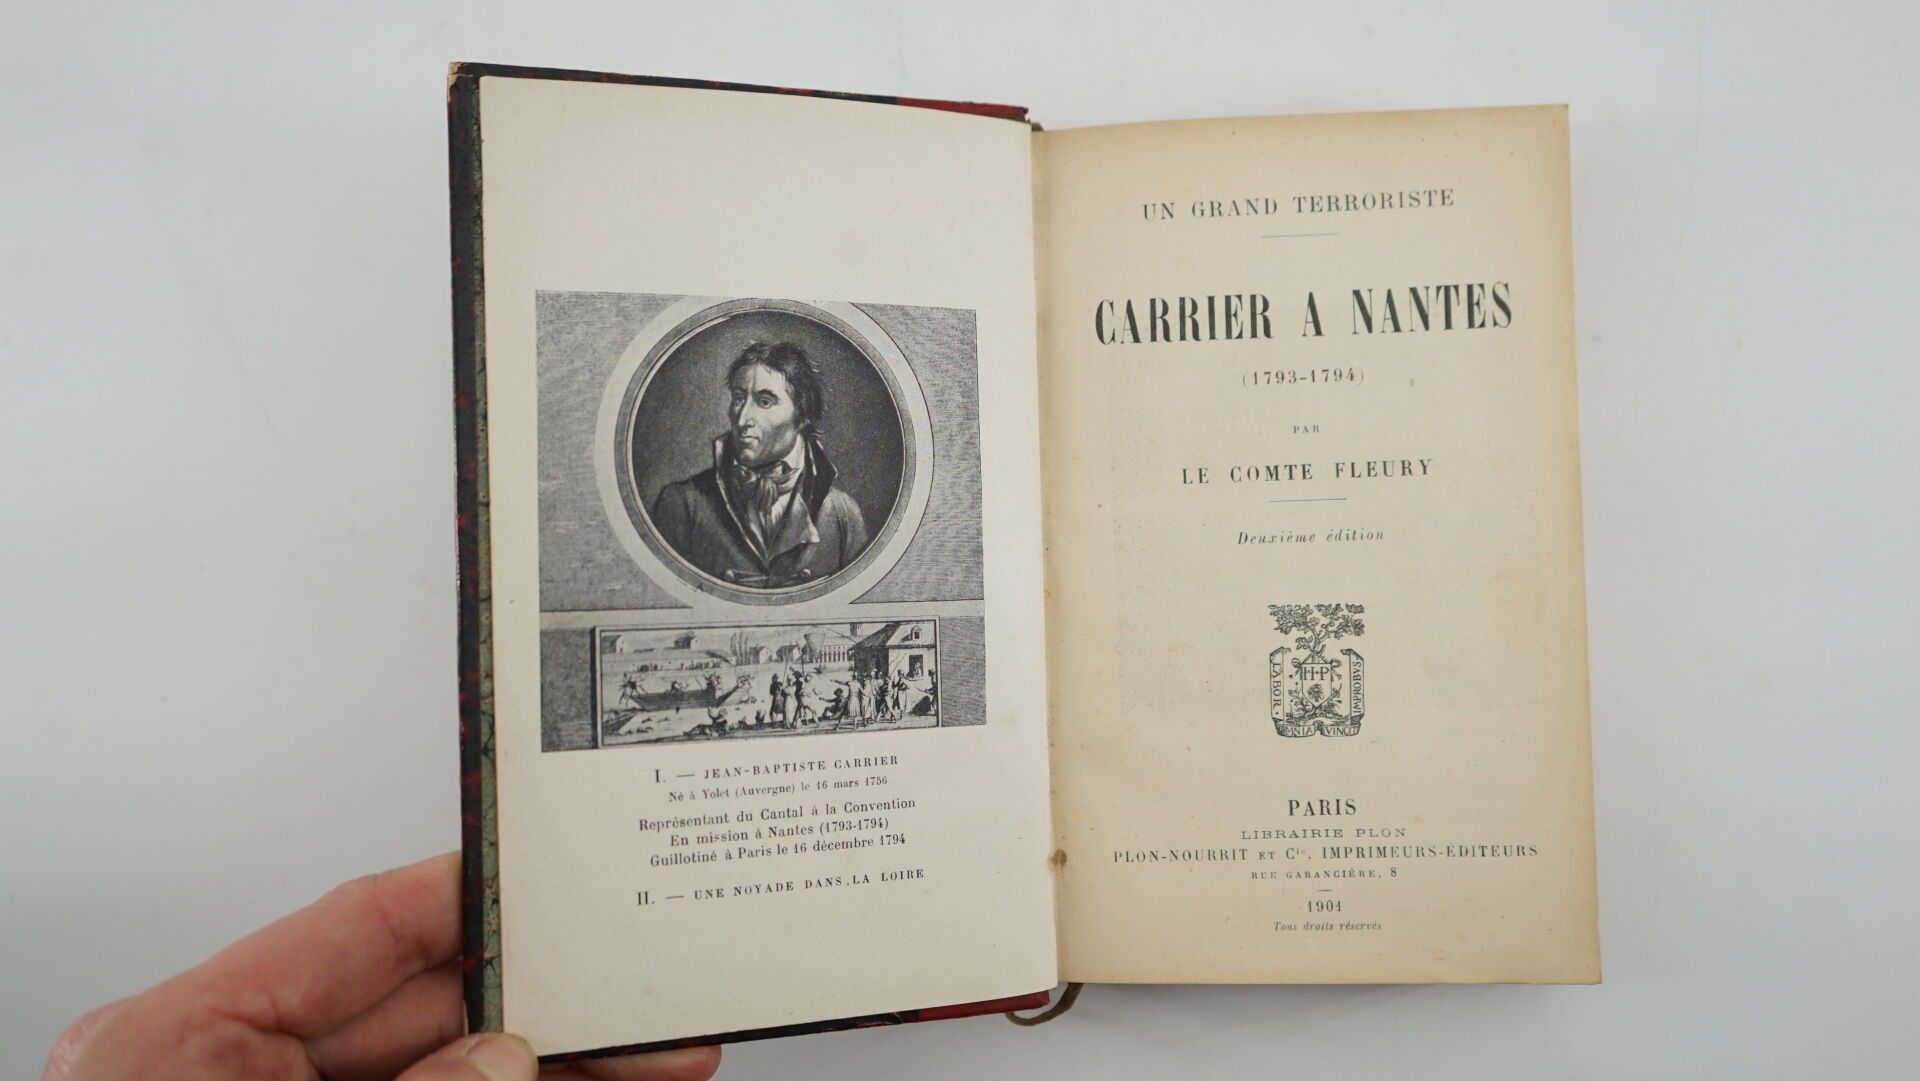 I. — JEAN-BAPTISTE CARRIER
Né à Yolet (Auvergne) le 16 mars 1756
Représentant du Cantal à la Convention
En mission à Nantes (1793-1794)
Guillotiné à Paris le 16 décembre 1794
II. — UNE NOYADE DANS LA LOIRE
UN GRAND TERRORISTE
CARRIER A NANTES
(1793-1794)
PAR
LE COMTE FLEURY
Deuxième édition
H·P
LABOR·
OMNIA
VINCIT
IMPROBVS
PARIS
LIBRAIRIE PLON
PLON-NOURRIT ET Cie, IMPRIMEURS-ÉDITEURS
RUE GARANCIÈRE, 8
1901
Tous droits réservés